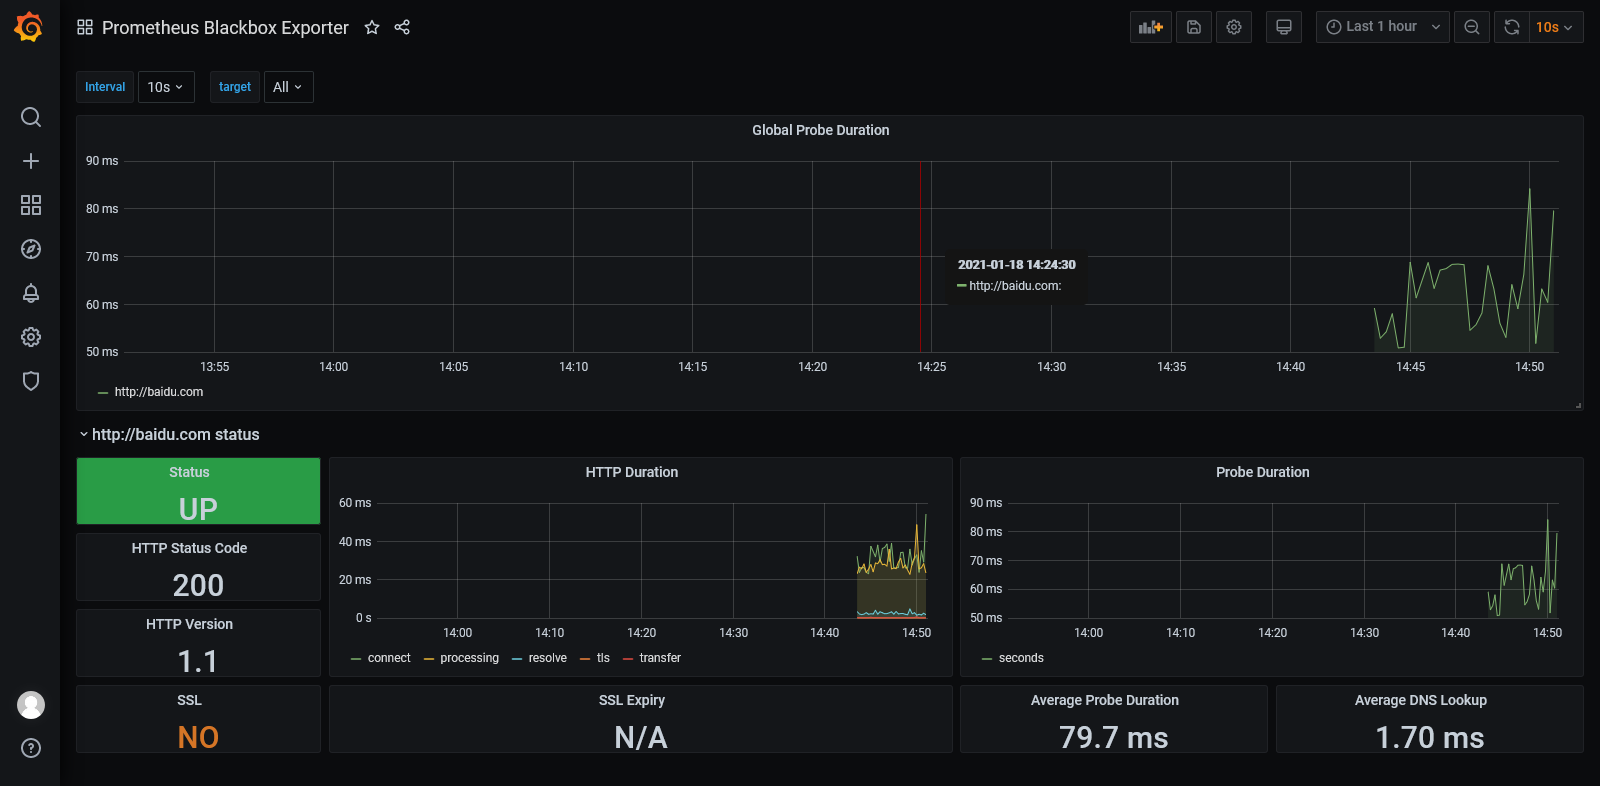 Prometheus Blackbox Exporter
Last 1 hour
10s
Interval
10s
target
All
Global Probe Duration
90 ms
80 ms
70 ms
60 ms
50 ms
2021-01-18 14:24:30
http://baidu.com:
13:55 14:00 14:05 14:10 14:15 14:20 14:25 14:30 14:35 14:40 14:45 14:50
http://baidu.com
http://baidu.com status
Status
UP
HTTP Status Code
200
HTTP Version
1.1
SSL
NO
HTTP Duration
60 ms
40 ms
20 ms
0 s
14:00 14:10 14:20 14:30 14:40 14:50
connect processing resolve tls transfer
Probe Duration
90 ms
80 ms
70 ms
60 ms
50 ms
14:00 14:10 14:20 14:30 14:40 14:50
seconds
SSL Expiry
N/A
Average Probe Duration
79.7 ms
Average DNS Lookup
1.70 ms